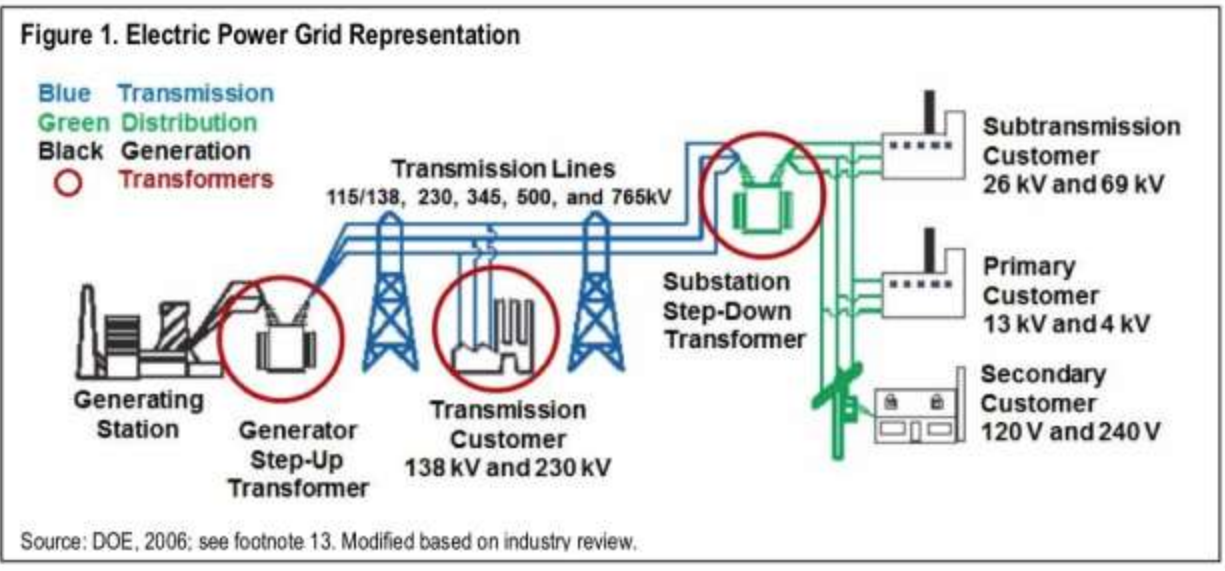 Figure 1. Electric Power Grid Representation
Blue Transmission
Green Distribution
Black Generation
Transformers
Transmission Lines
115/138, 230, 345, 500, and 765kV
Subtransmission
Customer
26 kV and 69 kV
Substation
Step-Down
Transformer
Primary
Customer
13 kV and 4 kV
Generating
Station
Generator
Step-Up
Transformer
Transmission
Customer
138 kV and 230 kV
Secondary
Customer
120 V and 240 V
Source: DOE, 2006; see footnote 13. Modified based on industry review.